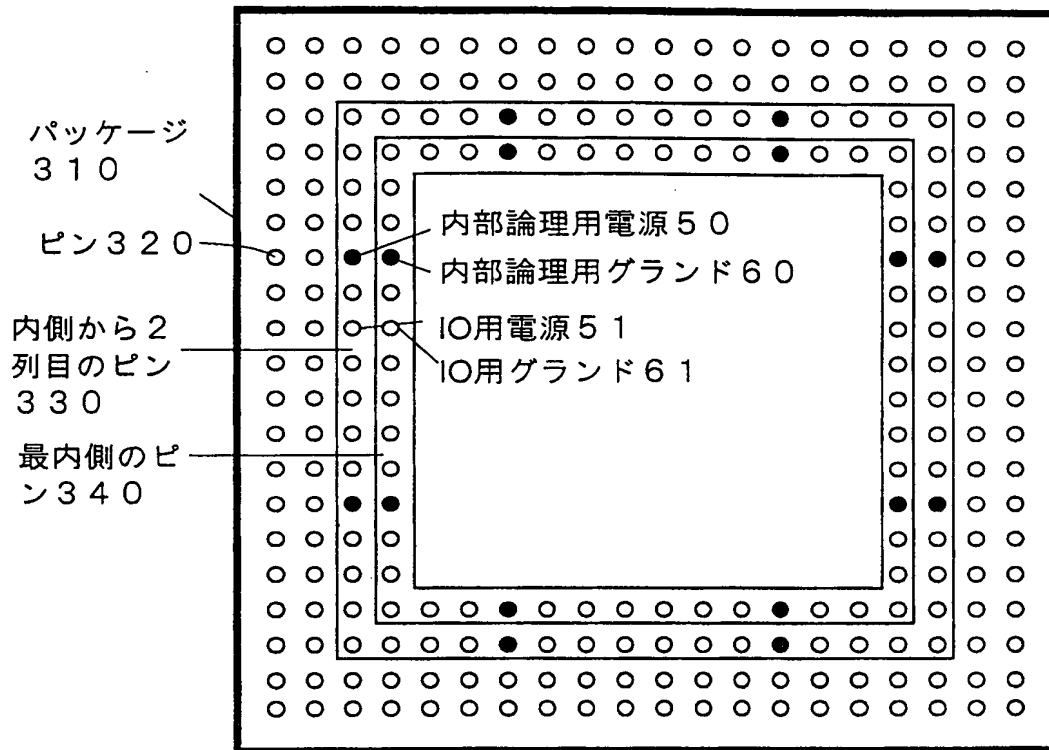 パッケージ
３１０
ピン３２０
内部論理用電源５０
内部論理用グランド６０
内側から２
列目のピン
３３０
IO用電源５１
IO用グランド６１
最内側のピ
ン３４０